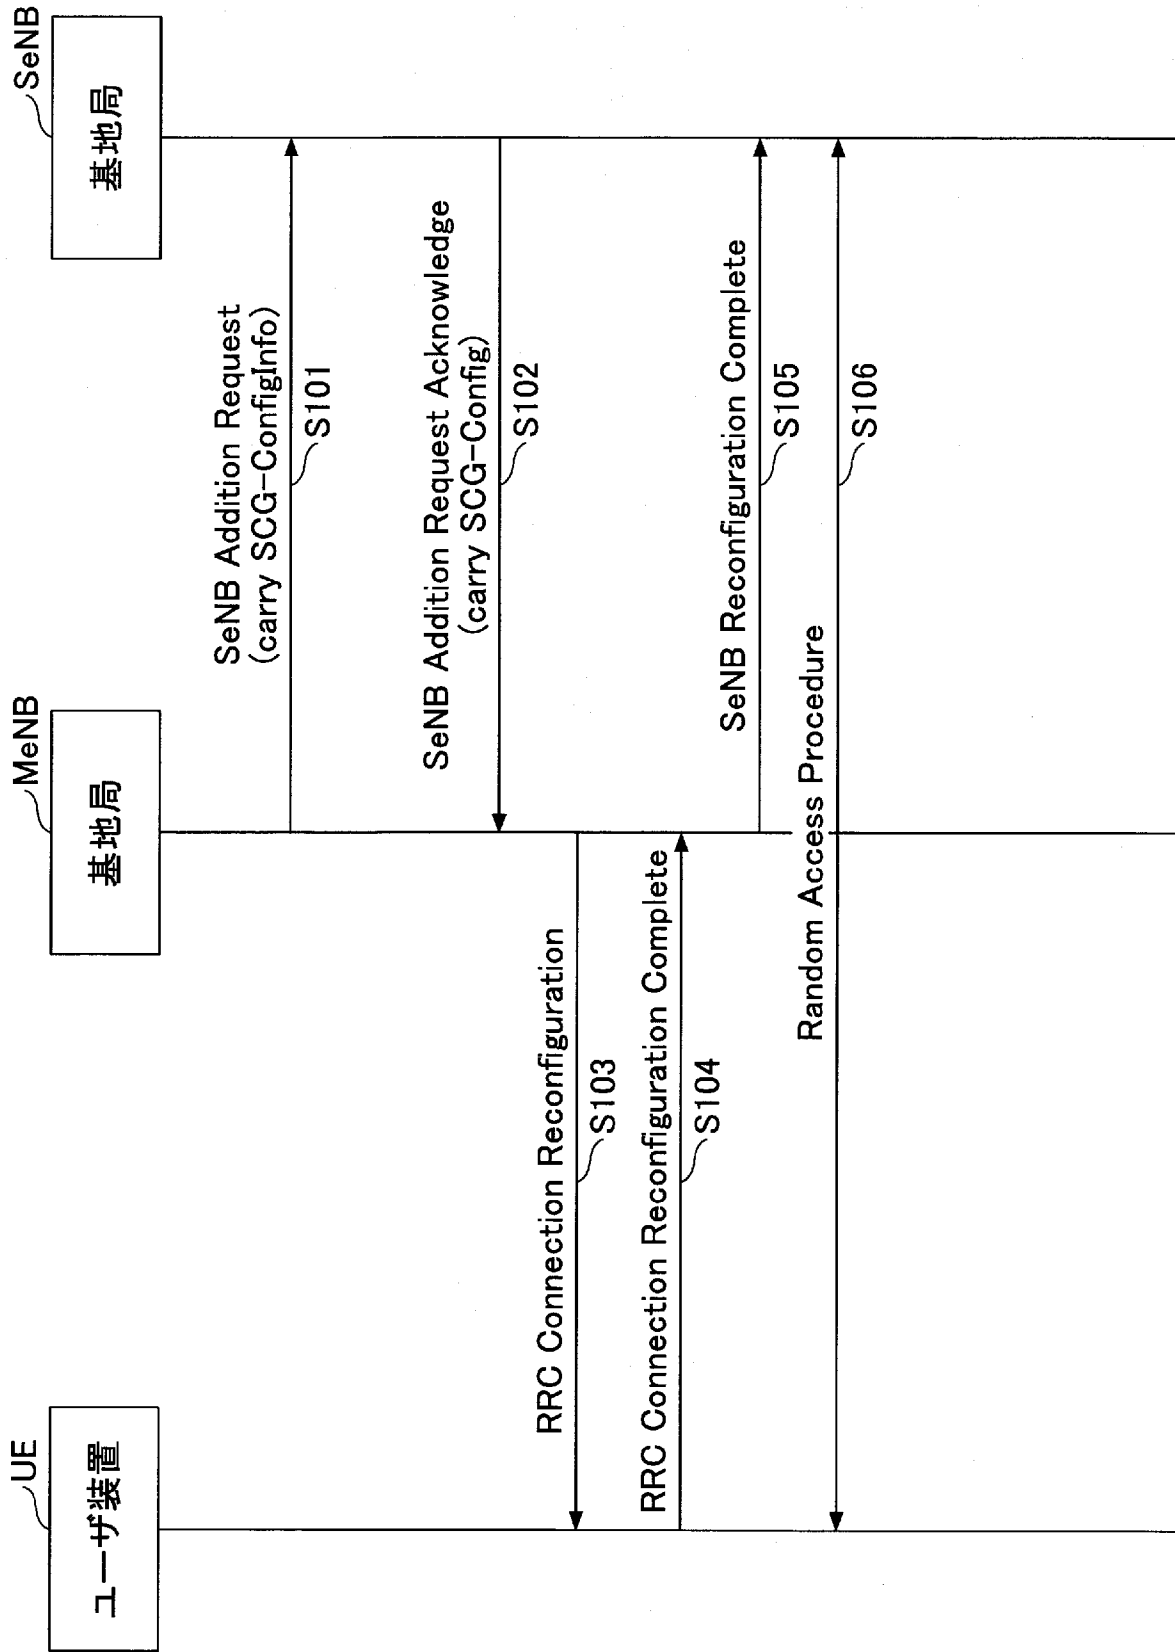 UE
ユーザ装置
MeNB
基地局
SeNB
基地局
SeNB Addition Request
(carry SCG-ConfigInfo)
S101
SeNB Addition Request Acknowledge
(carry SCG-Config)
S102
RRC Connection Reconfiguration
S103
RRC Connection Reconfiguration Complete
S104
SeNB Reconfiguration Complete
S105
Random Access Procedure
S106